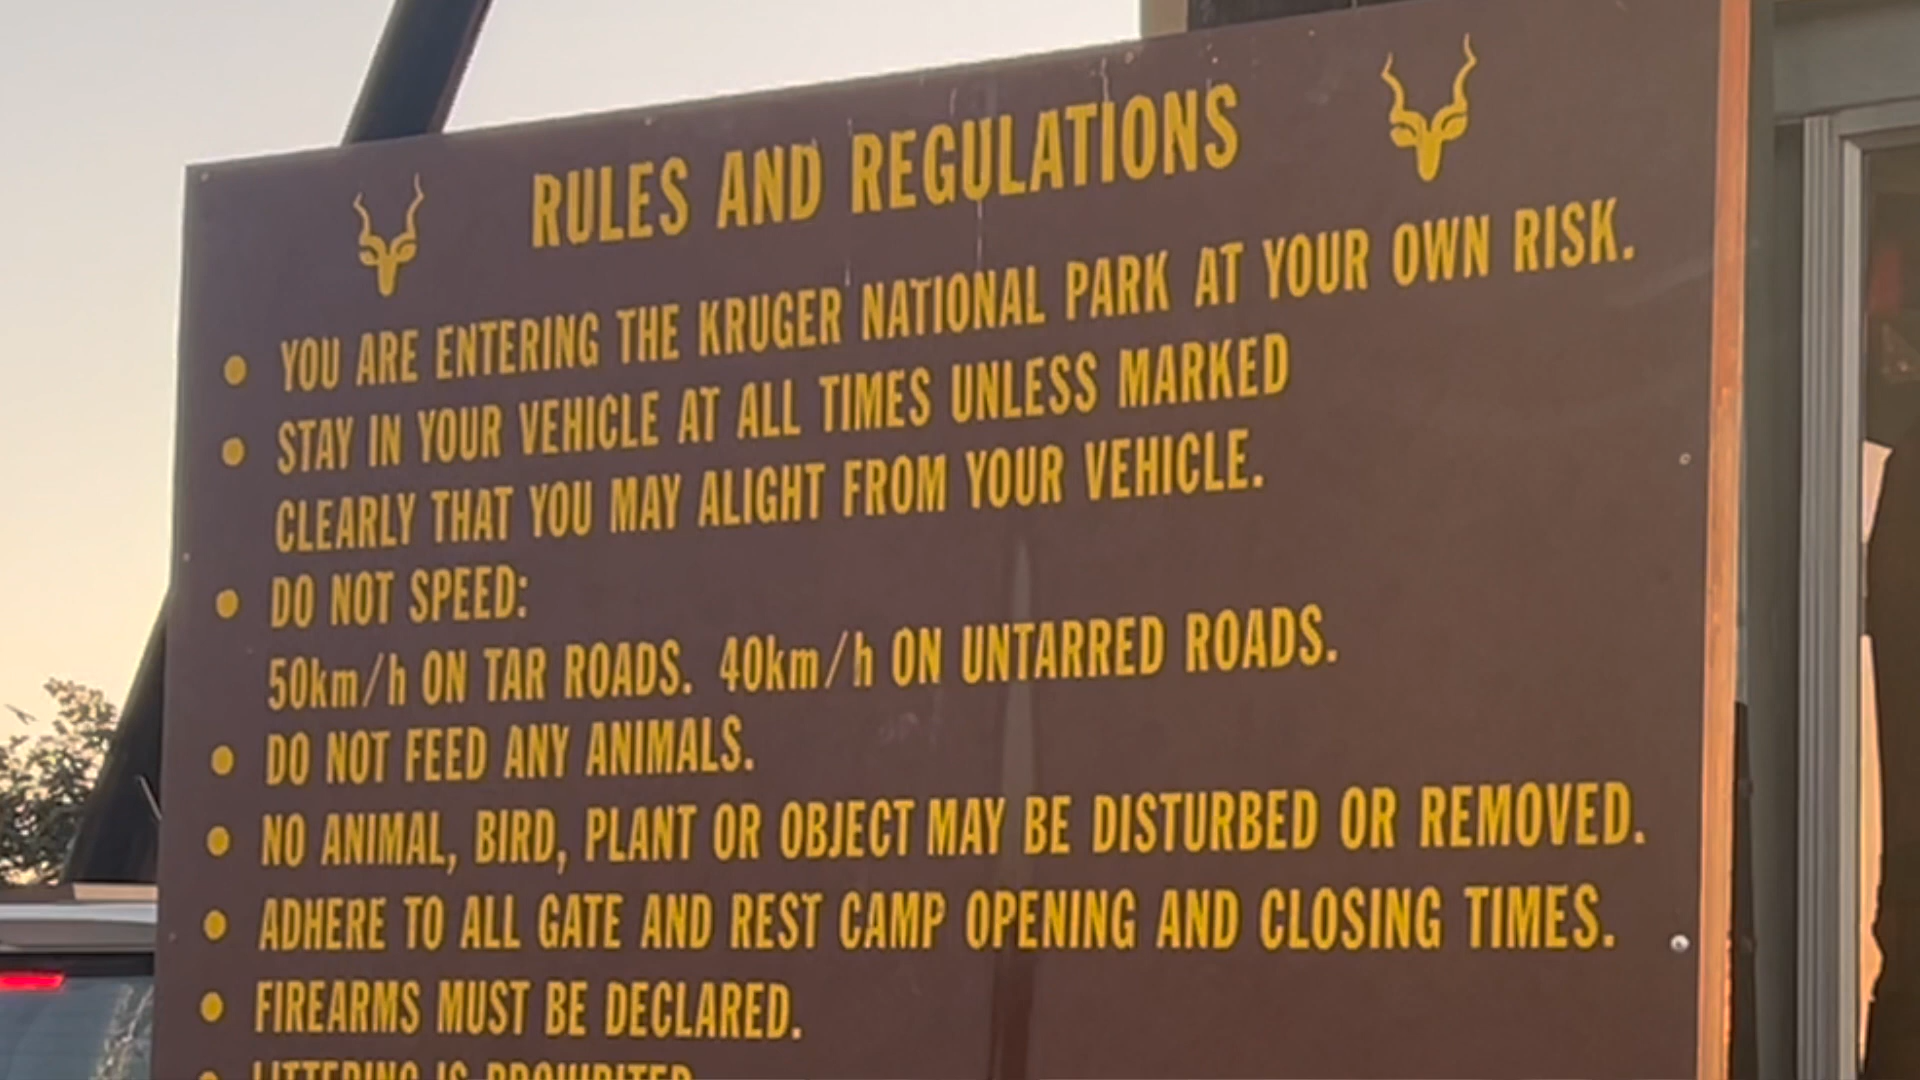 RULES AND REGULATIONS
• YOU ARE ENTERING THE KRUGER NATIONAL PARK AT YOUR OWN RISK.
• STAY IN YOUR VEHICLE AT ALL TIMES UNLESS MARKED
CLEARLY THAT YOU MAY ALIGHT FROM YOUR VEHICLE.
• DO NOT SPEED:
50km/h ON TAR ROADS. 40km/h ON UNTARRED ROADS.
• DO NOT FEED ANY ANIMALS.
• NO ANIMAL, BIRD, PLANT OR OBJECT MAY BE DISTURBED OR REMOVED.
• ADHERE TO ALL GATE AND REST CAMP OPENING AND CLOSING TIMES.
• FIREARMS MUST BE DECLARED.
• LITTERING IS PROHIBITED